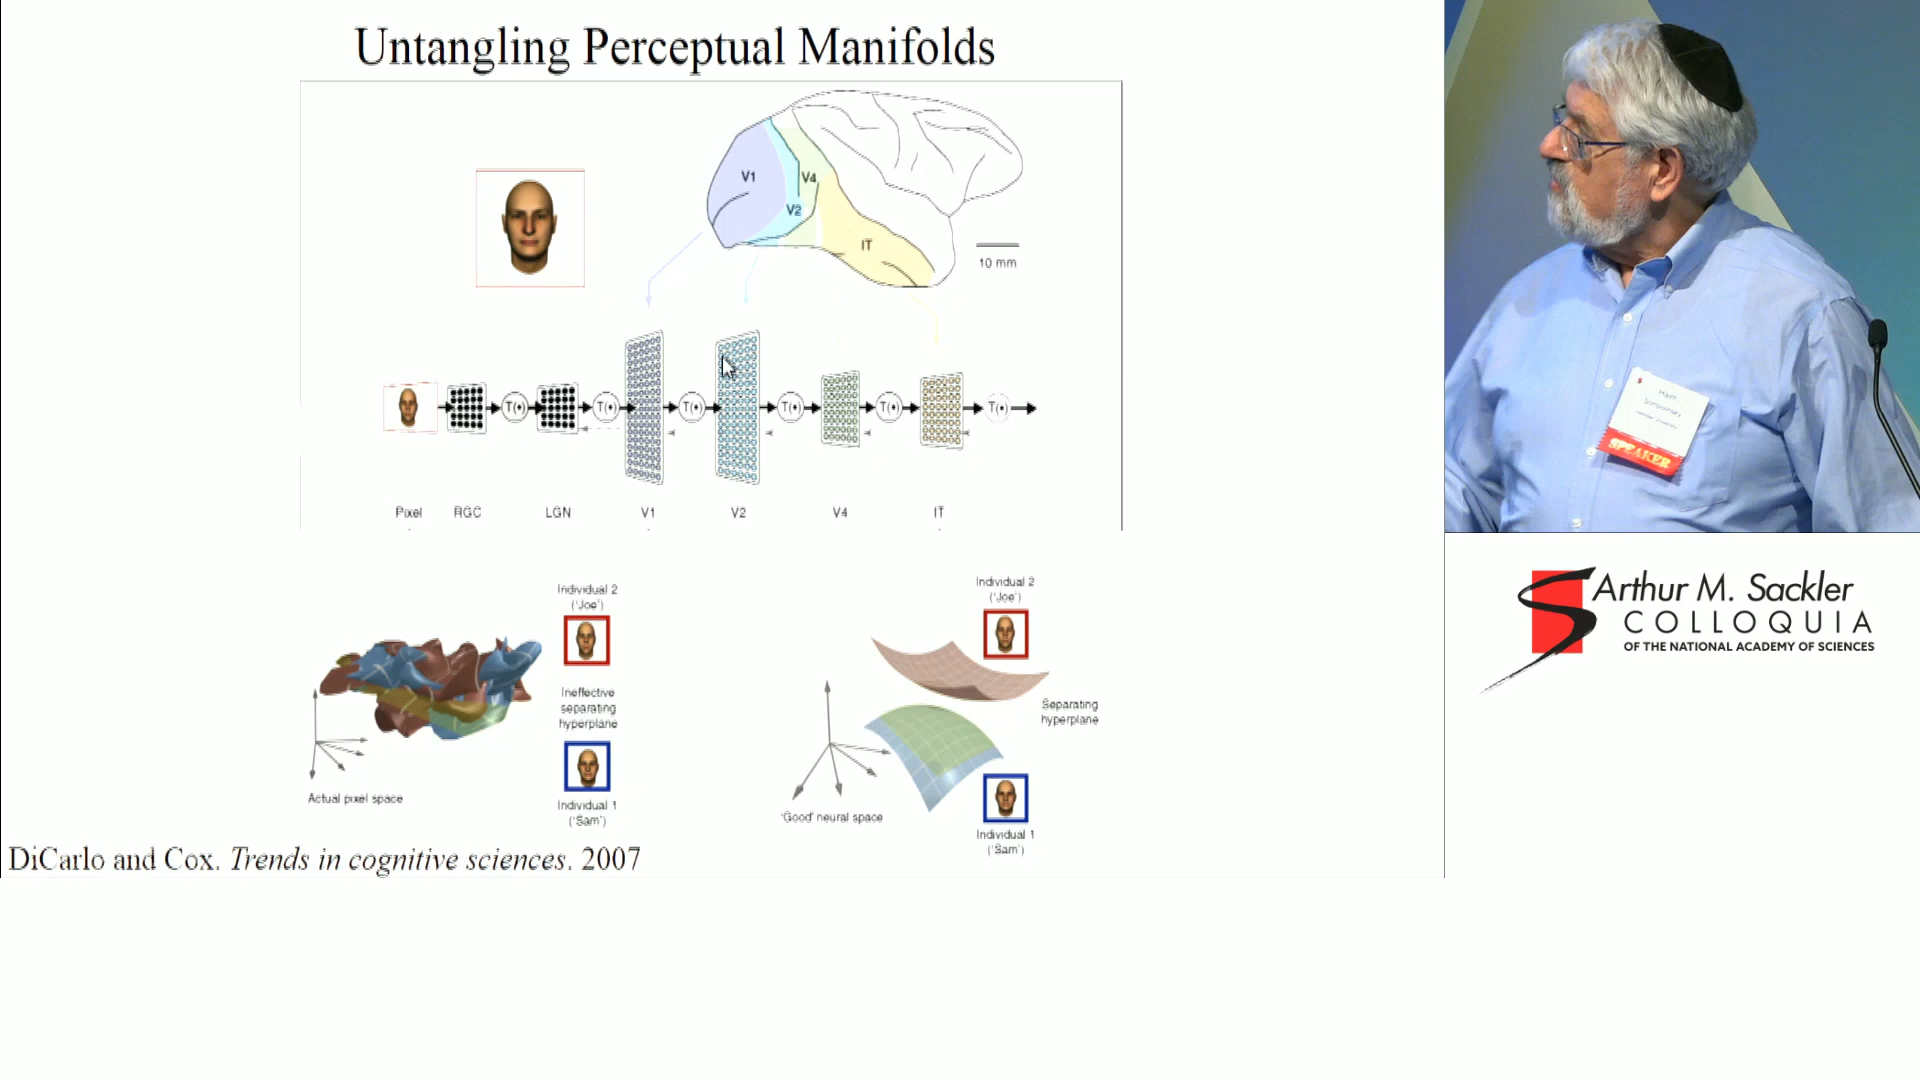 Untangling Perceptual Manifolds
V1
V4
V2
IT
10 mm
T(•) T(•) T(•) T(•) T(•) T(•)
Pixel RGC LGN V1 V2 V4 IT
Individual 2
('Joe')
Ineffective
separating
hyperplane
Individual 1
('Sam')
Actual pixel space
Individual 2
('Joe')
Separating
hyperplane
'Good' neural space
Individual 1
('Sam')
DiCarlo and Cox. Trends in cognitive sciences. 2007
SPEAKER
Arthur M. Sackler
COLLOQUIA
OF THE NATIONAL ACADEMY OF SCIENCES